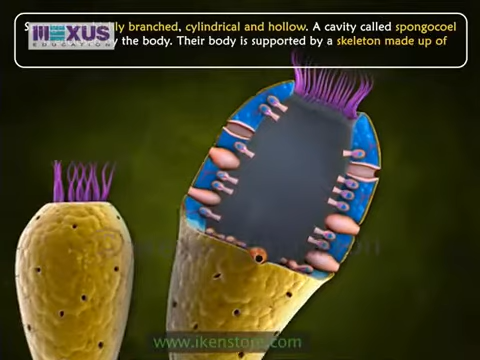 branched, cylindrical and hollow. A cavity called spongocoel
the body. Their body is supported by a skeleton made up of
NEXUS
EDUCATION
www.ikenstore.com